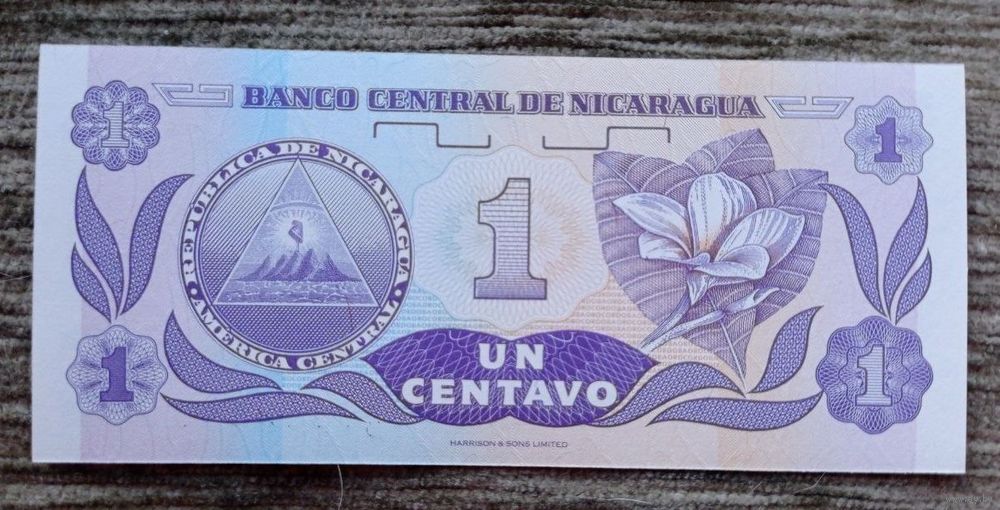 BANCO CENTRAL DE NICARAGUA
1
1
REPUBLICA DE NICARAGUA
AMERICA CENTRAL
1
1
1
UN
CENTAVO
HARRISON & SONS LIMITED